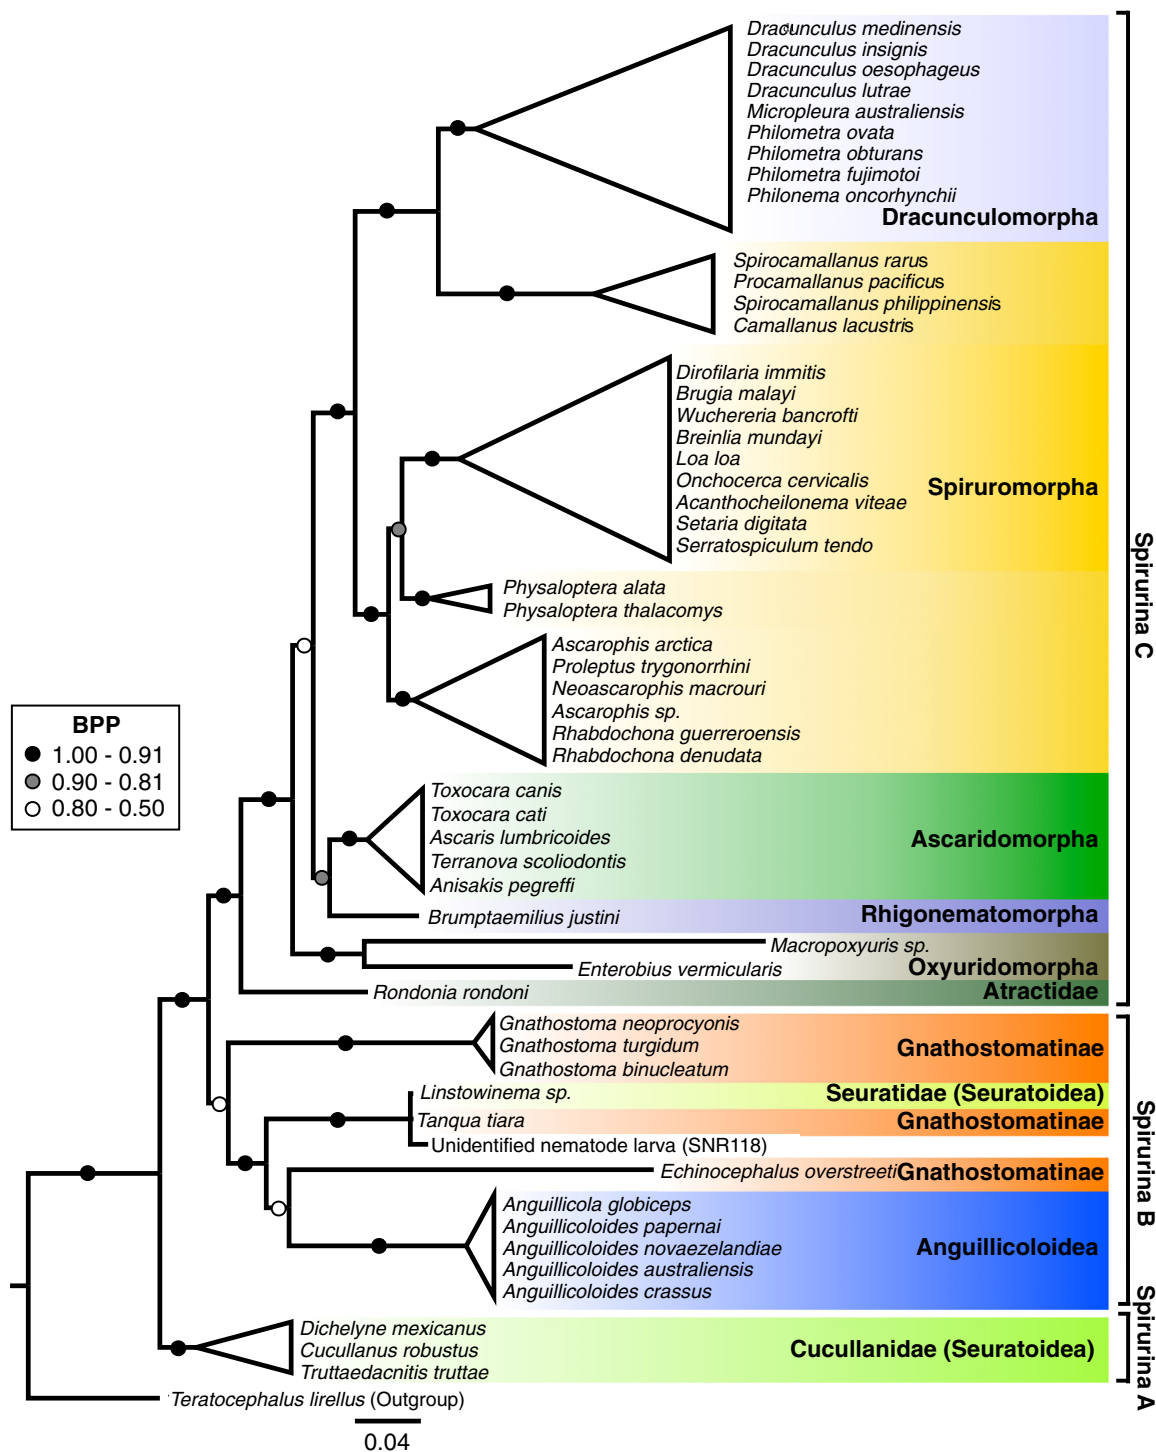 Dracunculus medinensis
Dracunculus insignis
Dracunculus oesophageus
Dracunculus lutrae
Micropleura australiensis
Philometra ovata
Philometra obturans
Philometra fujimotoi
Philonema oncorhynchii
Dracunculomorpha
Spirocamallanus rarus
Procamallanus pacificus
Spirocamallanus philippinensis
Camallanus lacustris
Dirofilaria immitis
Brugia malayi
Wuchereria bancrofti
Breinlia mundayi
Loa loa
Onchocerca cervicalis
Acanthocheilonema viteae
Setaria digitata
Serratospiculum tendo
Spiruromorpha
Physaloptera alata
Physaloptera thalacomys
Ascarophis arctica
Proleptus trygonorrhini
Neoascarophis macrouri
Ascarophis sp.
Rhabdochona guerreroensis
Rhabdochona denudata
Spirurina C
BPP
1.00 - 0.91
0.90 - 0.81
0.80 - 0.50
Toxocara canis
Toxocara cati
Ascaris lumbricoides
Terranova scoliodontis
Anisakis pegreffi
Ascaridomorpha
Brumptaemilius justini
Rhigonematomorpha
Macropoxyuris sp.
Enterobius vermicularis
Oxyuridomorpha
Rondonia rondoni
Atractidae
Gnathostoma neoprocyonis
Gnathostoma turgidum
Gnathostoma binucleatum
Gnathostomatinae
Linstowinema sp.
Seuratidae (Seuratoidea)
Tanqua tiara
Gnathostomatinae
Unidentified nematode larva (SNR118)
Echinocephalus overstreeti
Gnathostomatinae
Anguillicola globiceps
Anguillicoloides papernai
Anguillicoloides novaezelandiae
Anguillicoloides australiensis
Anguillicoloides crassus
Anguillicoloidea
Spirurina B
Dichelyne mexicanus
Cucullanus robustus
Truttaedacnitis truttae
Cucullanidae (Seuratoidea)
Spirurina A
Teratocephalus lirellus (Outgroup)
0.04